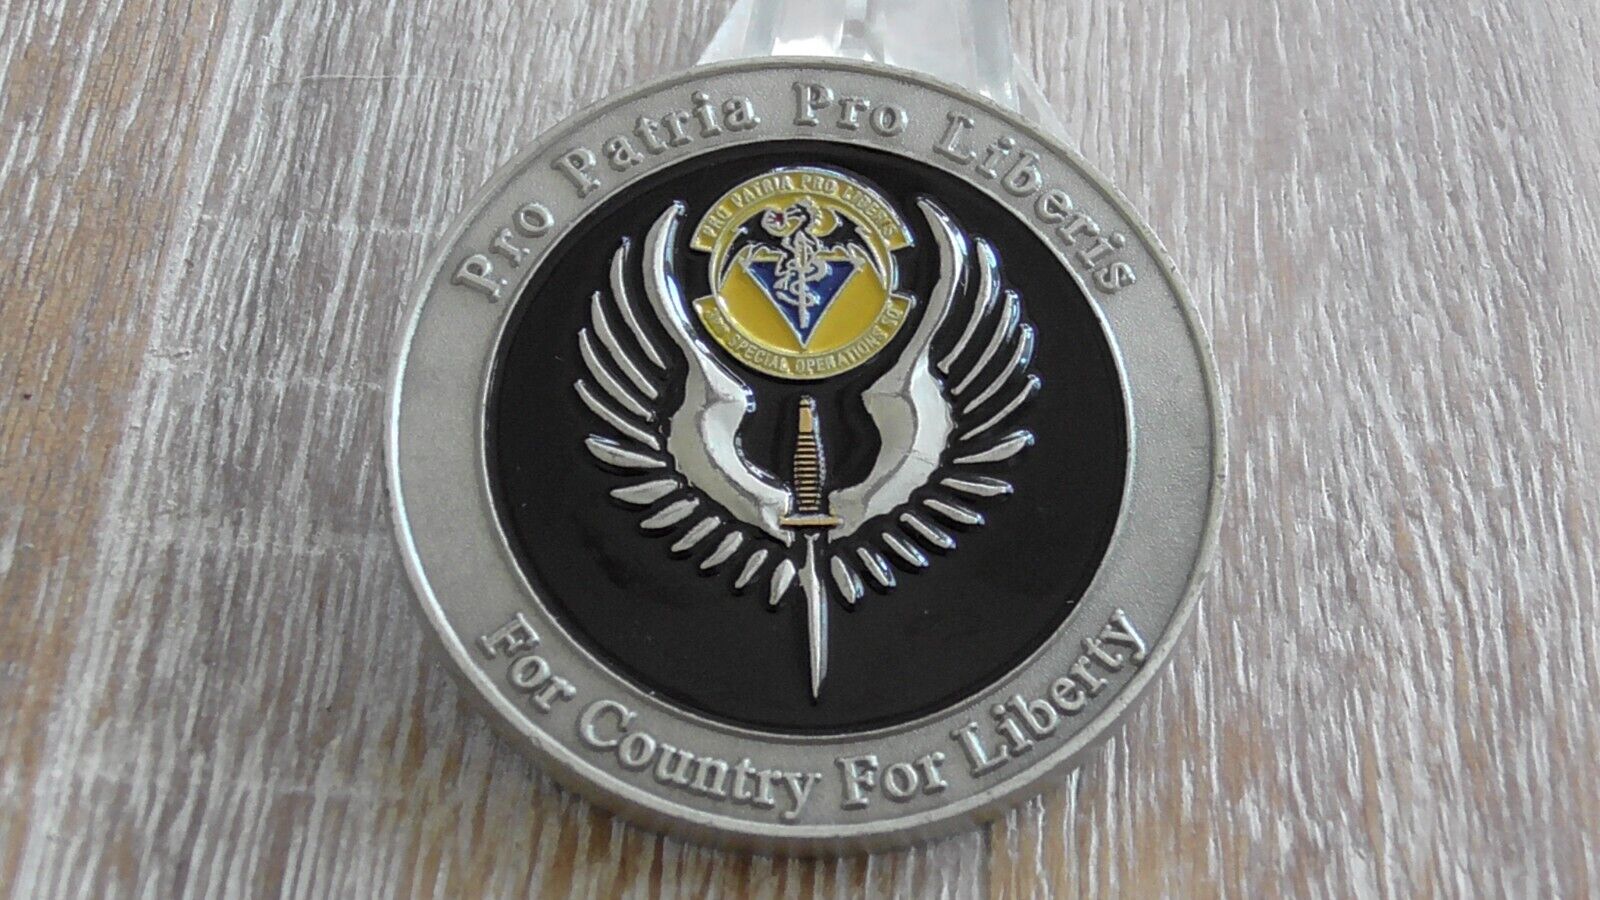 Pro Patria Pro Liberis
PRO PATRIA PRO LIBERIS
SPECIAL OPERATIONS SQ
For Country For Liberty